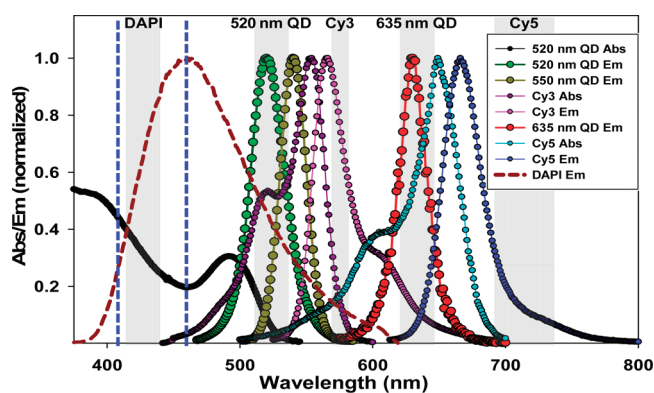 DAPI 520 nm QD Cy3 635 nm QD Cy5
1.0
0.8
0.6
0.4
0.2
Abs/Em (normalized)
520 nm QD Abs
520 nm QD Em
550 nm QD Em
Cy3 Abs
Cy3 Em
635 nm QD Em
Cy5 Abs
Cy5 Em
DAPI Em
400 500 600 700 800
Wavelength (nm)